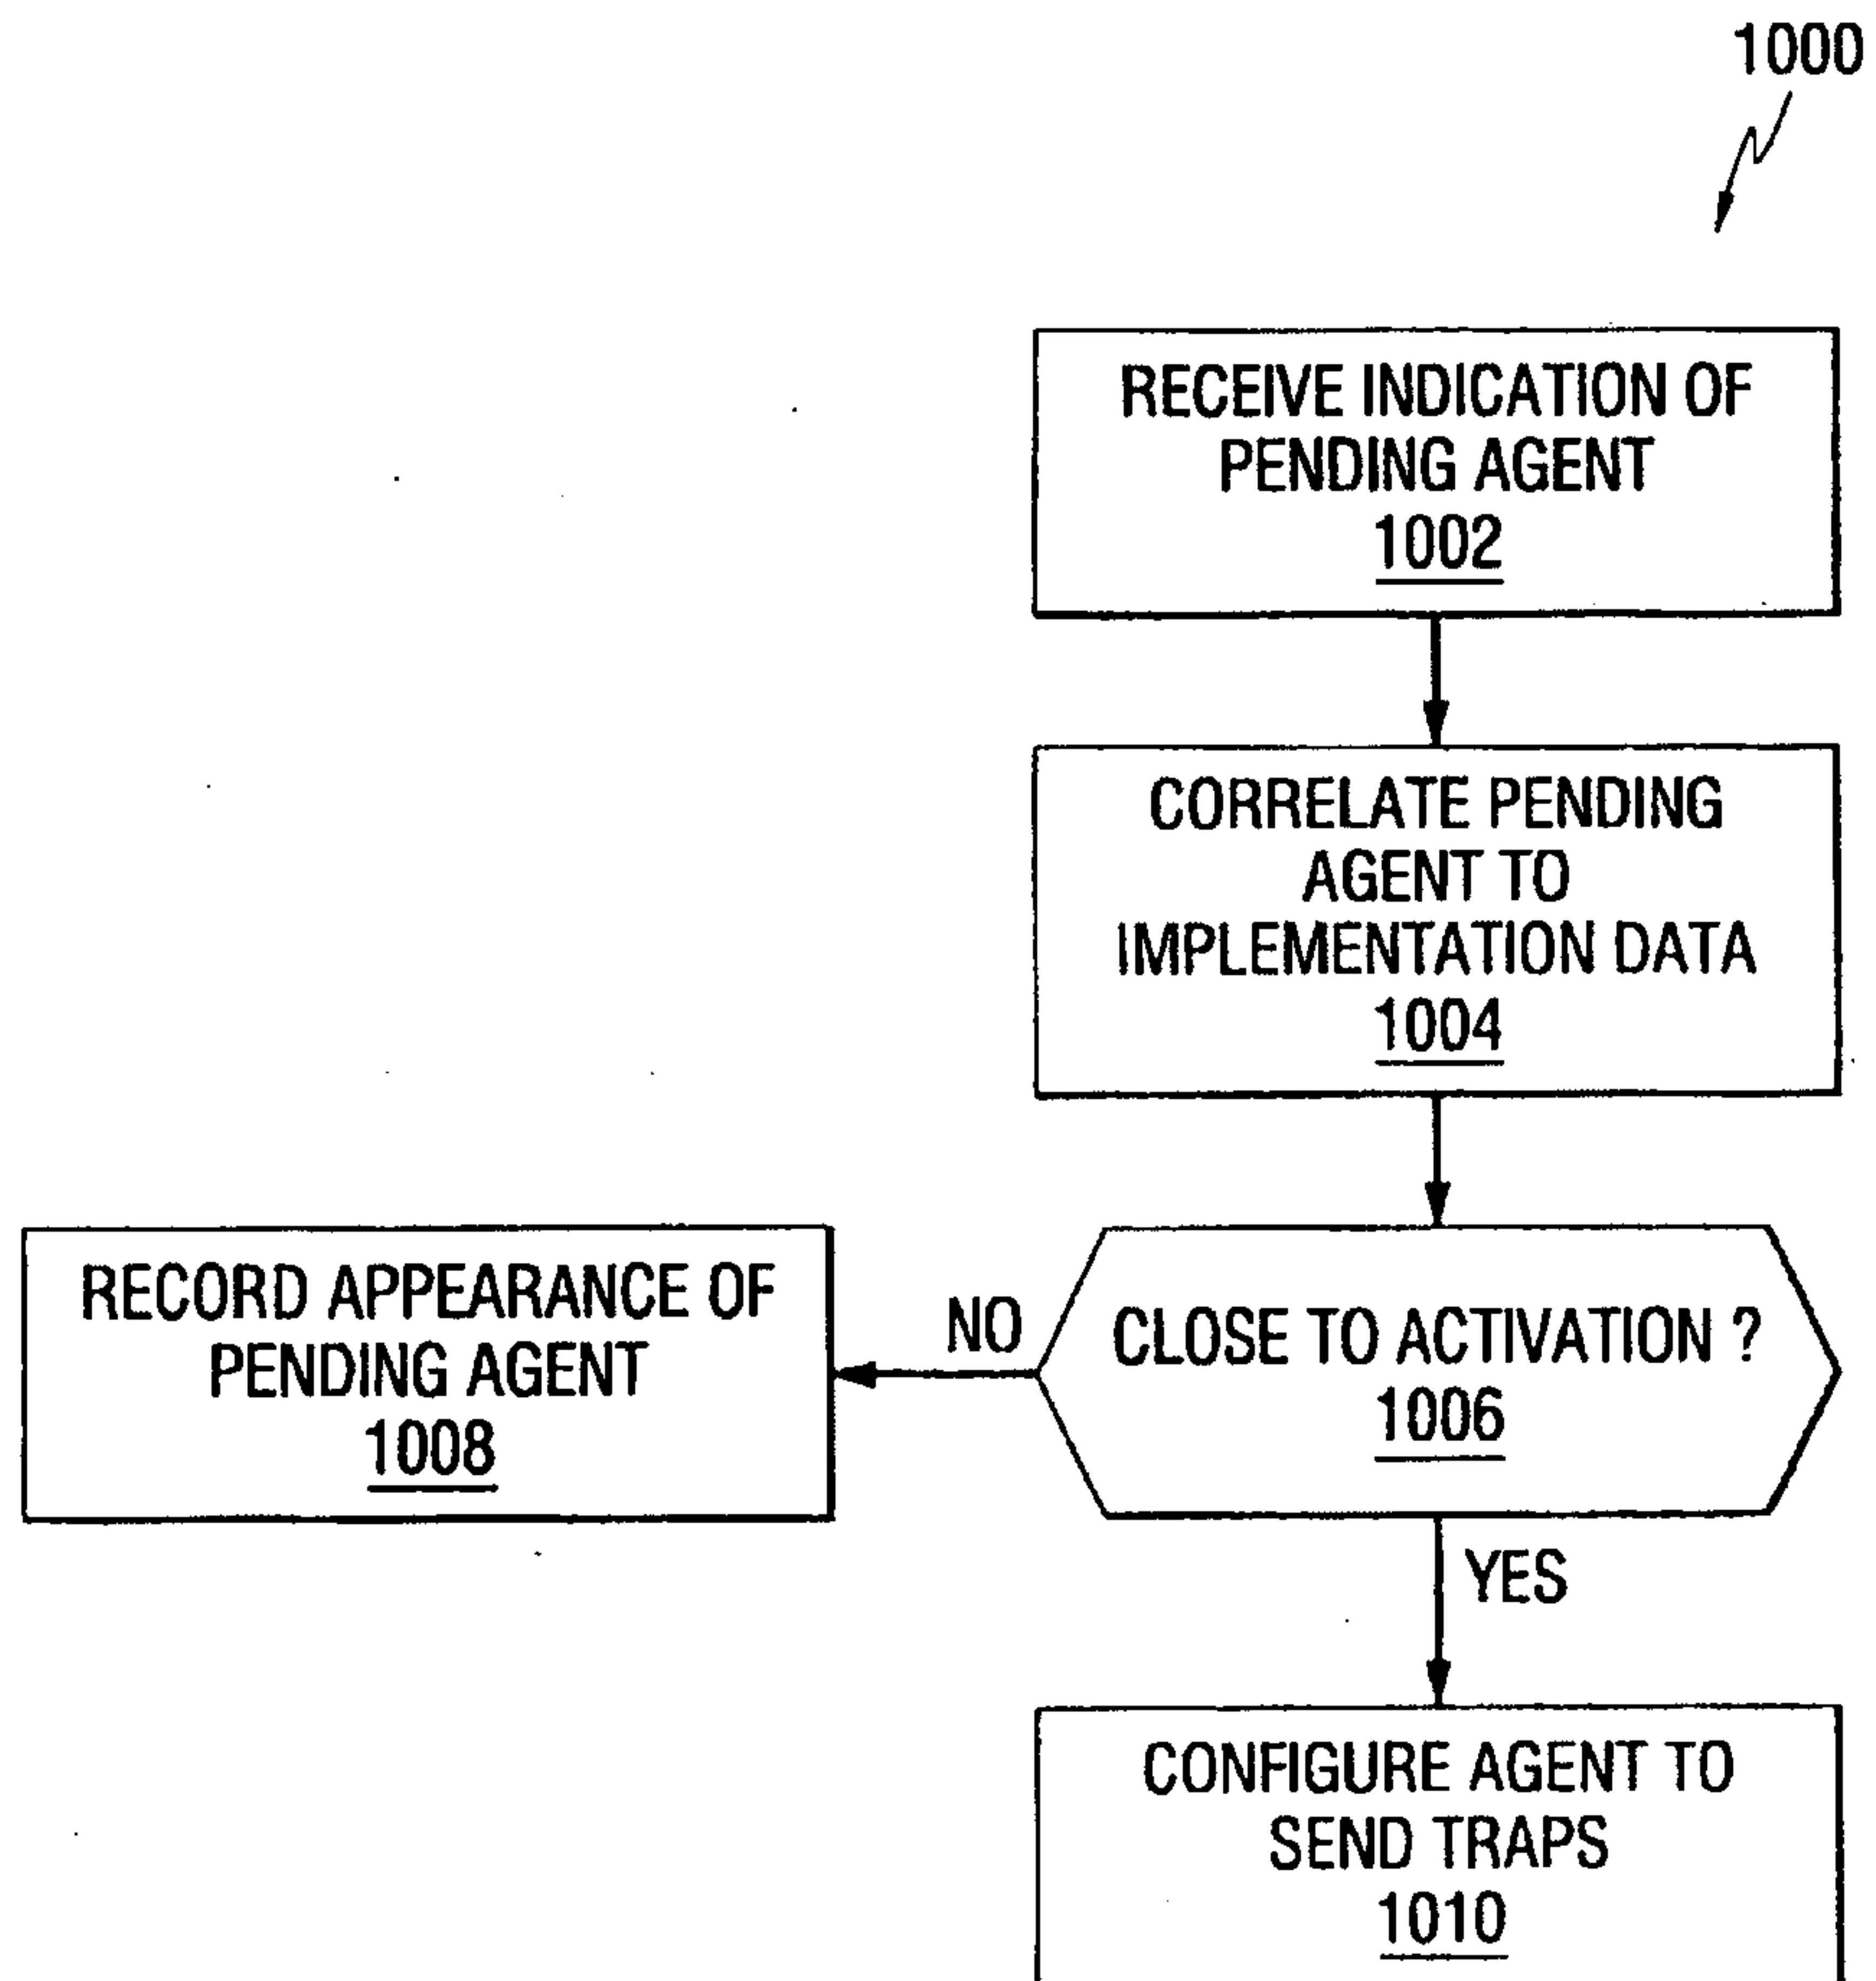 1000
RECEIVE INDICATION OF
PENDING AGENT
1002
CORRELATE PENDING
AGENT TO
IMPLEMENTATION DATA
1004
RECORD APPEARANCE OF
PENDING AGENT
1008
NO
CLOSE TO ACTIVATION ?
1006
YES
CONFIGURE AGENT TO
SEND TRAPS
1010